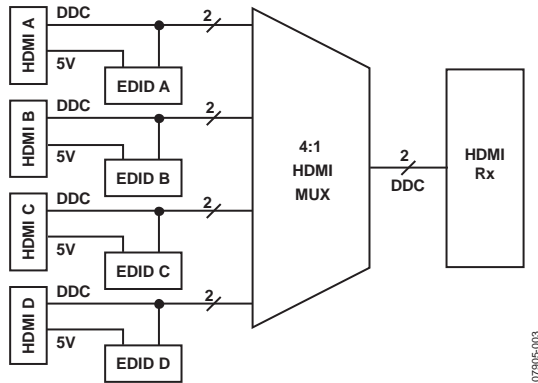 HDMI A
DDC
2
5V
EDID A
HDMI B
DDC
2
5V
EDID B
HDMI C
DDC
2
5V
EDID C
HDMI D
DDC
2
5V
EDID D
4:1
HDMI
MUX
2
DDC
HDMI
Rx
07905-003